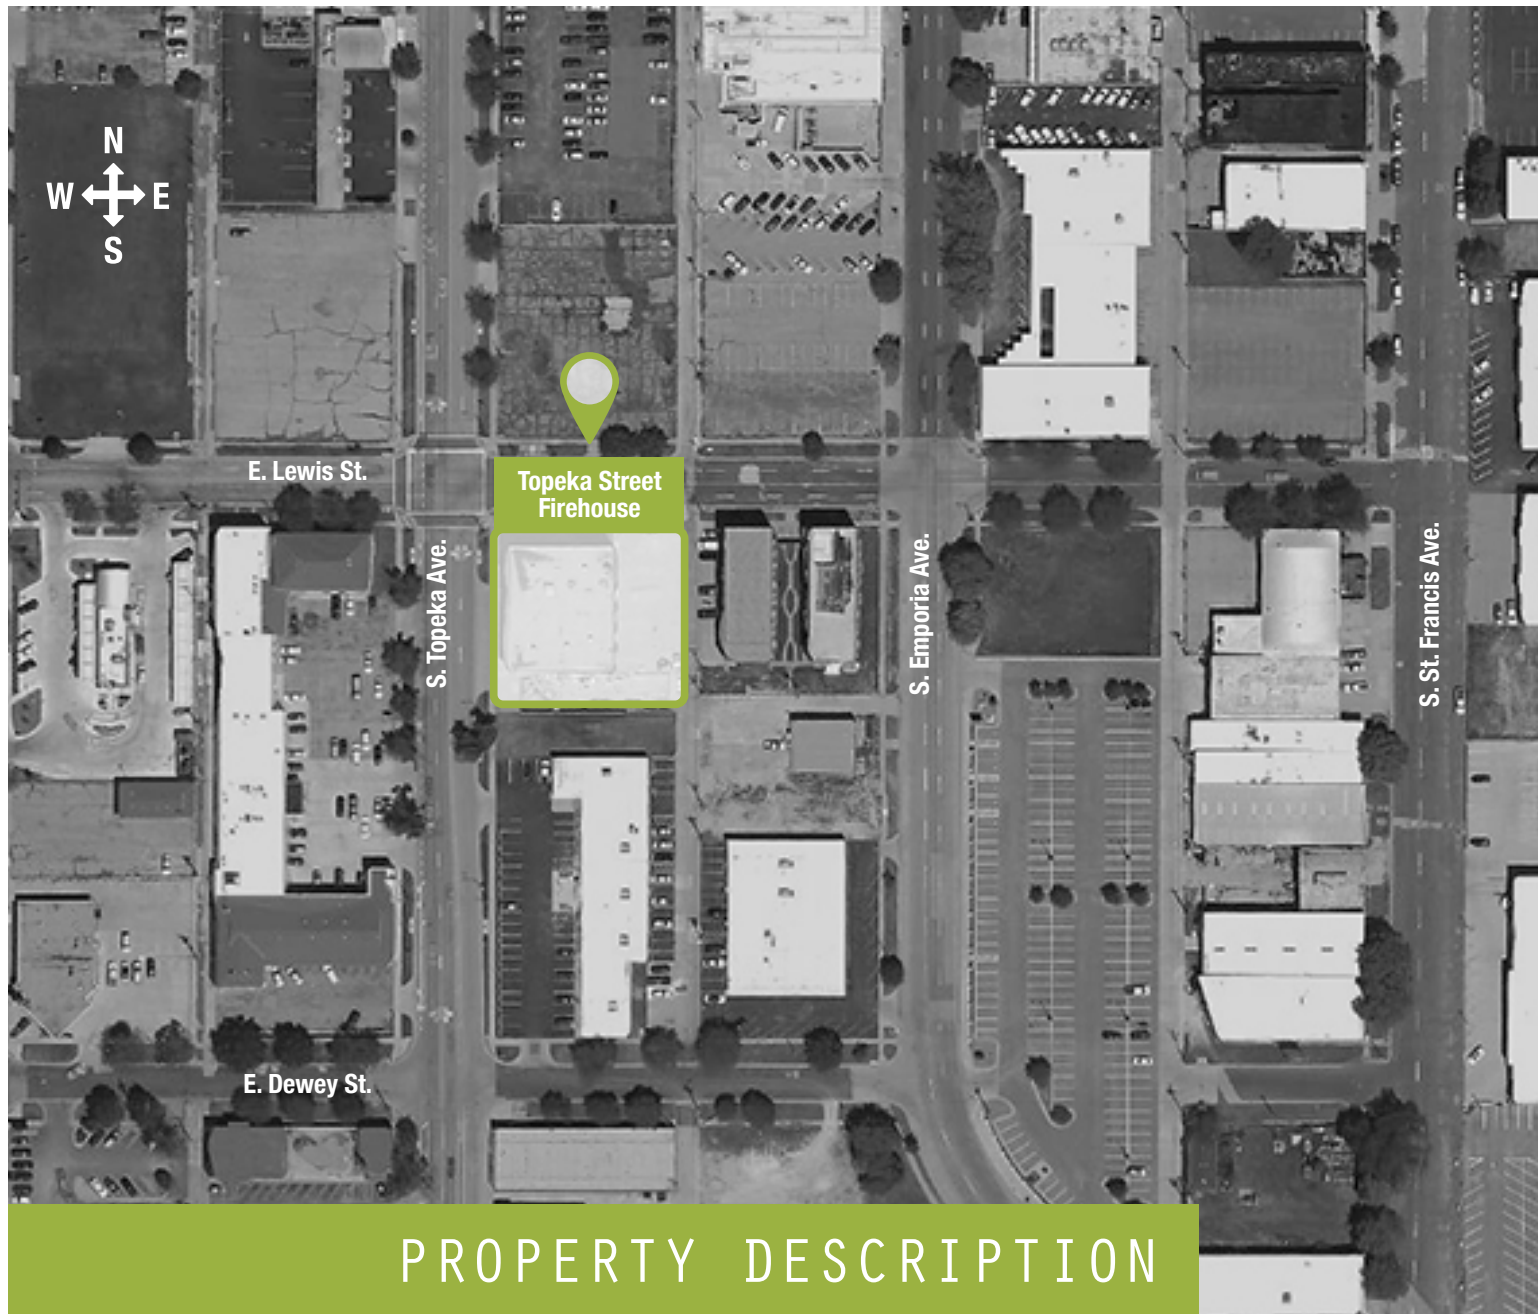 N
W E
S
E. Lewis St.
Topeka Street
Firehouse
S. Topeka Ave.
S. Emporia Ave.
S. St. Francis Ave.
E. Dewey St.
PROPERTY DESCRIPTION